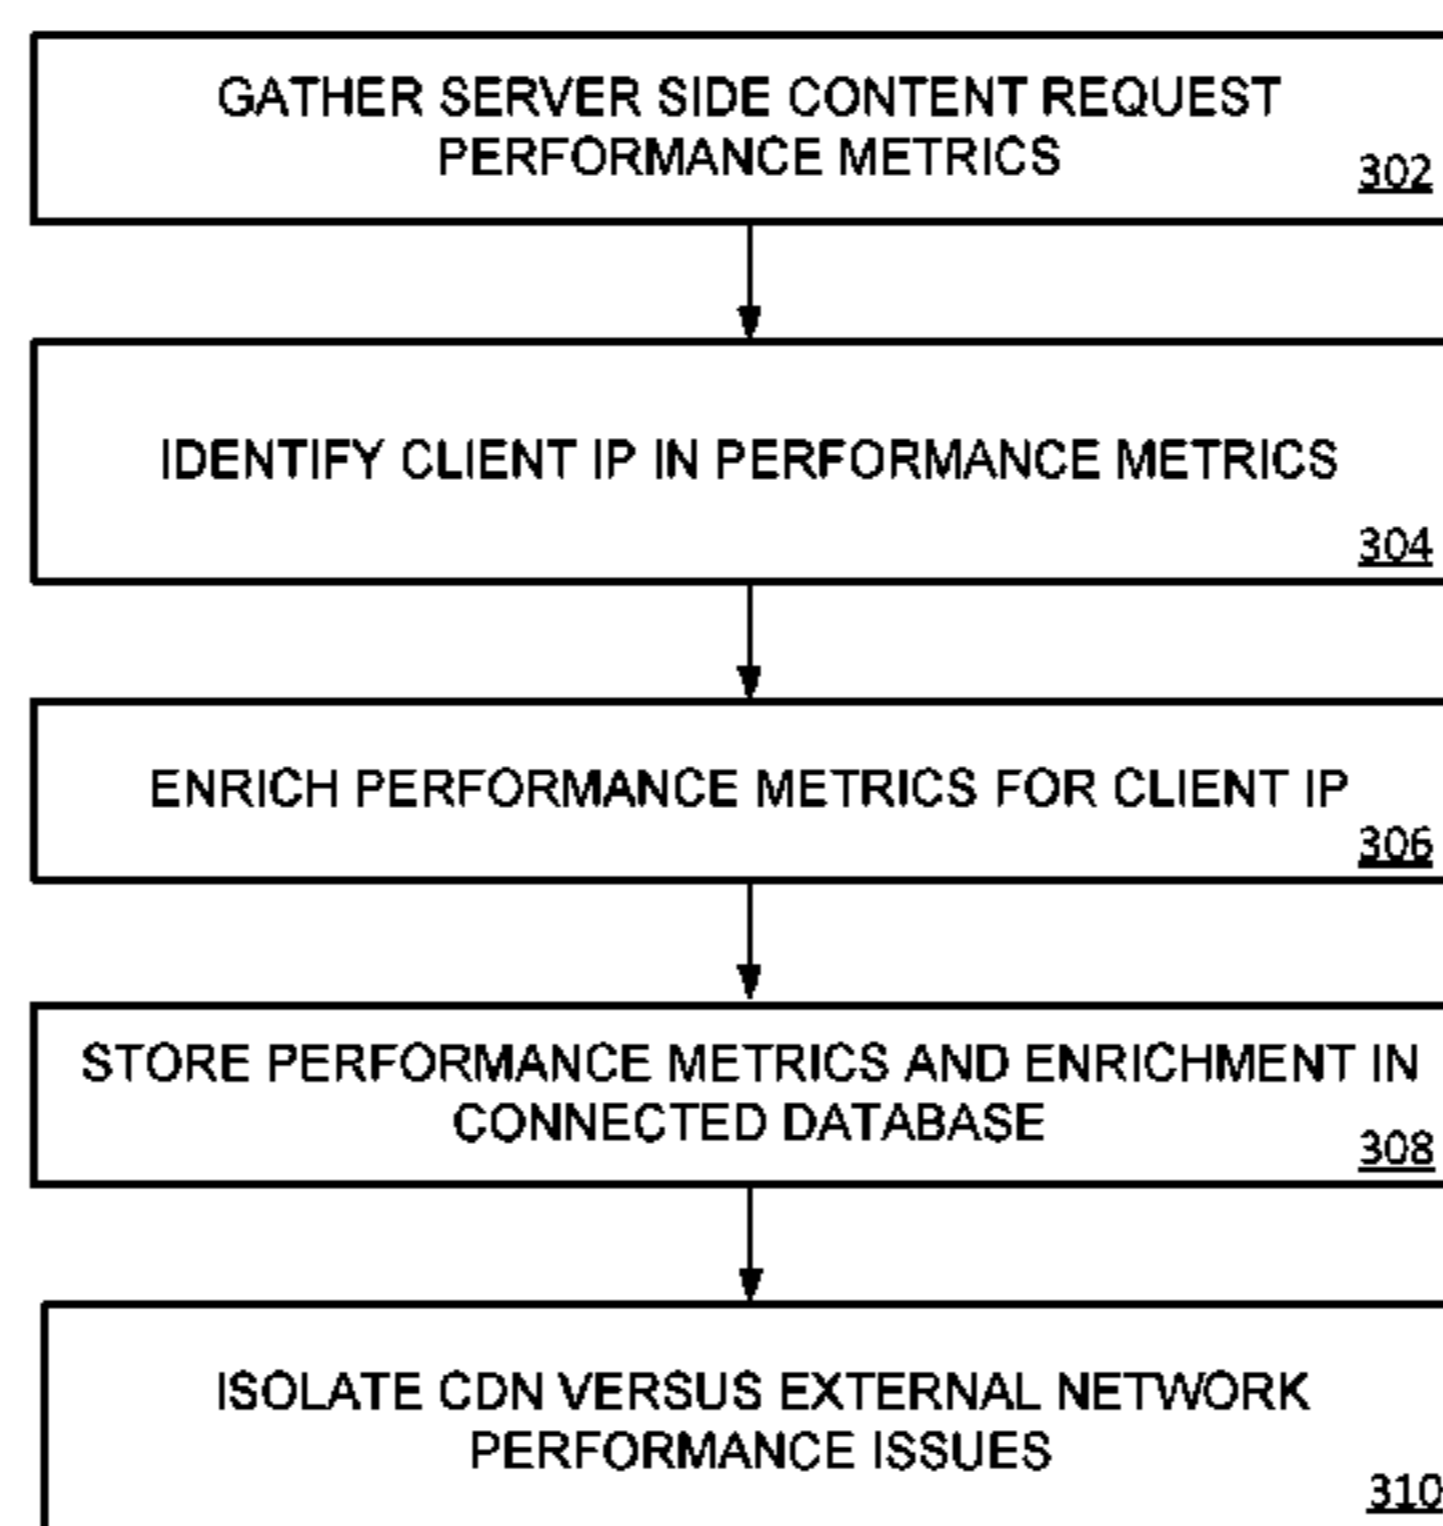 GATHER SERVER SIDE CONTENT REQUEST
PERFORMANCE METRICS
302
IDENTIFY CLIENT IP IN PERFORMANCE METRICS
304
ENRICH PERFORMANCE METRICS FOR CLIENT IP
306
STORE PERFORMANCE METRICS AND ENRICHMENT IN
CONNECTED DATABASE
308
ISOLATE CDN VERSUS EXTERNAL NETWORK
PERFORMANCE ISSUES
310